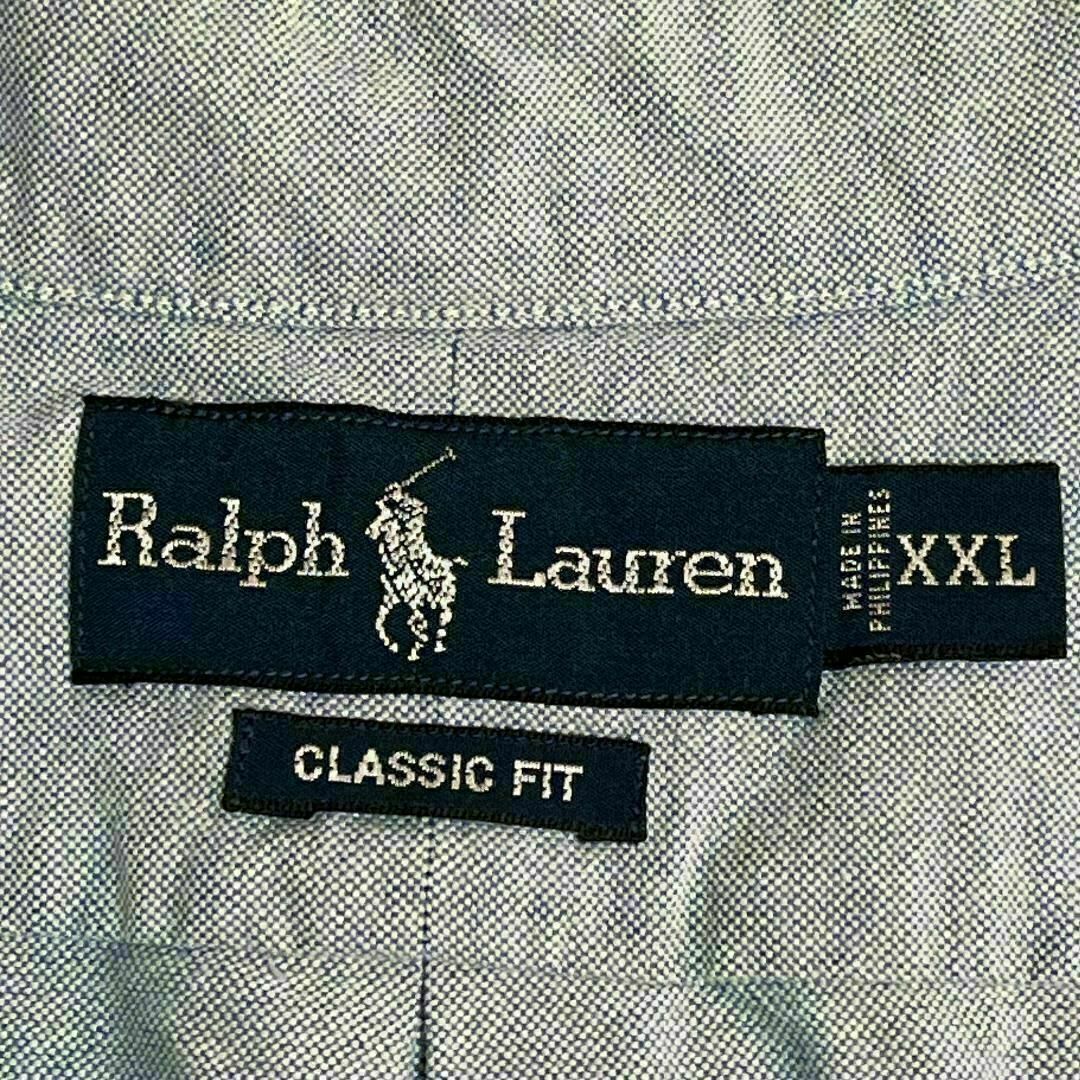 Ralph Lauren
MADE IN
PHILIPPINES
XXL
CLASSIC FIT